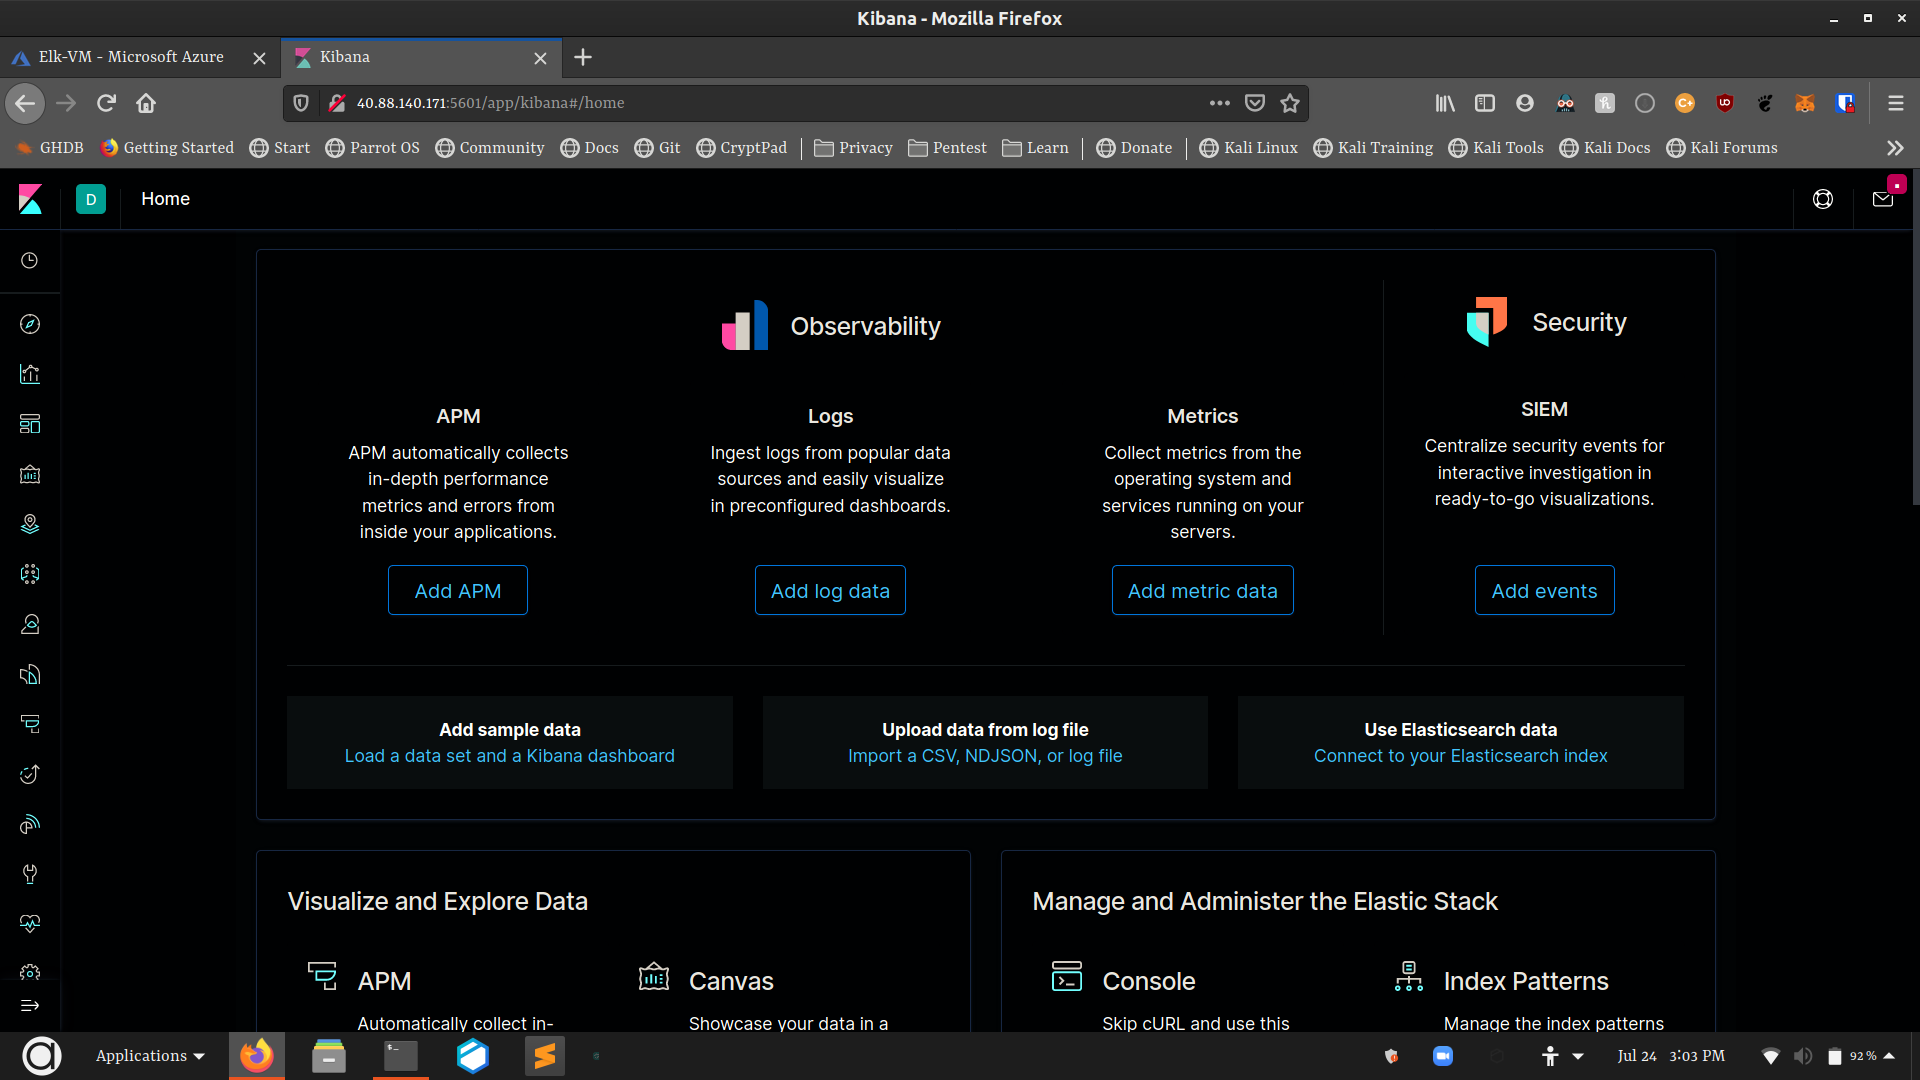 Kibana - Mozilla Firefox
Elk-VM - Microsoft Azure
Kibana
40.88.140.171:5601/app/kibana#/home
GHDB
Getting Started
Start
Parrot OS
Community
Docs
Git
CryptPad
Privacy
Pentest
Learn
Donate
Kali Linux
Kali Training
Kali Tools
Kali Docs
Kali Forums
D
Home
Observability
Security
APM
APM automatically collects
in-depth performance
metrics and errors from
inside your applications.
Add APM
Logs
Ingest logs from popular data
sources and easily visualize
in preconfigured dashboards.
Add log data
Metrics
Collect metrics from the
operating system and
services running on your
servers.
Add metric data
SIEM
Centralize security events for
interactive investigation in
ready-to-go visualizations.
Add events
Add sample data
Load a data set and a Kibana dashboard
Upload data from log file
Import a CSV, NDJSON, or log file
Use Elasticsearch data
Connect to your Elasticsearch index
Visualize and Explore Data
APM
Automatically collect in-
Canvas
Showcase your data in a
Manage and Administer the Elastic Stack
Console
Skip cURL and use this
Index Patterns
Manage the index patterns
Applications
Jul 24 3:03 PM
92 %